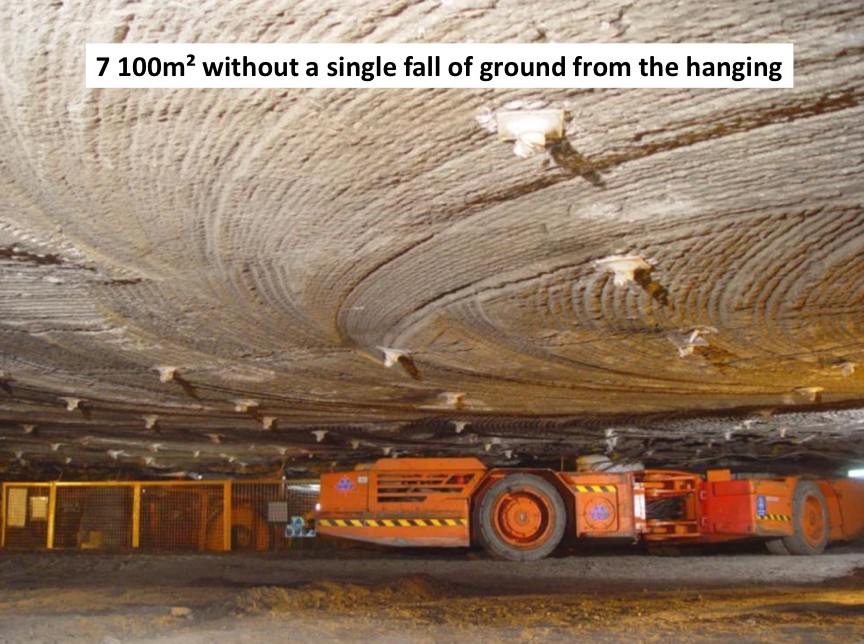 7 100m² without a single fall of ground from the hanging